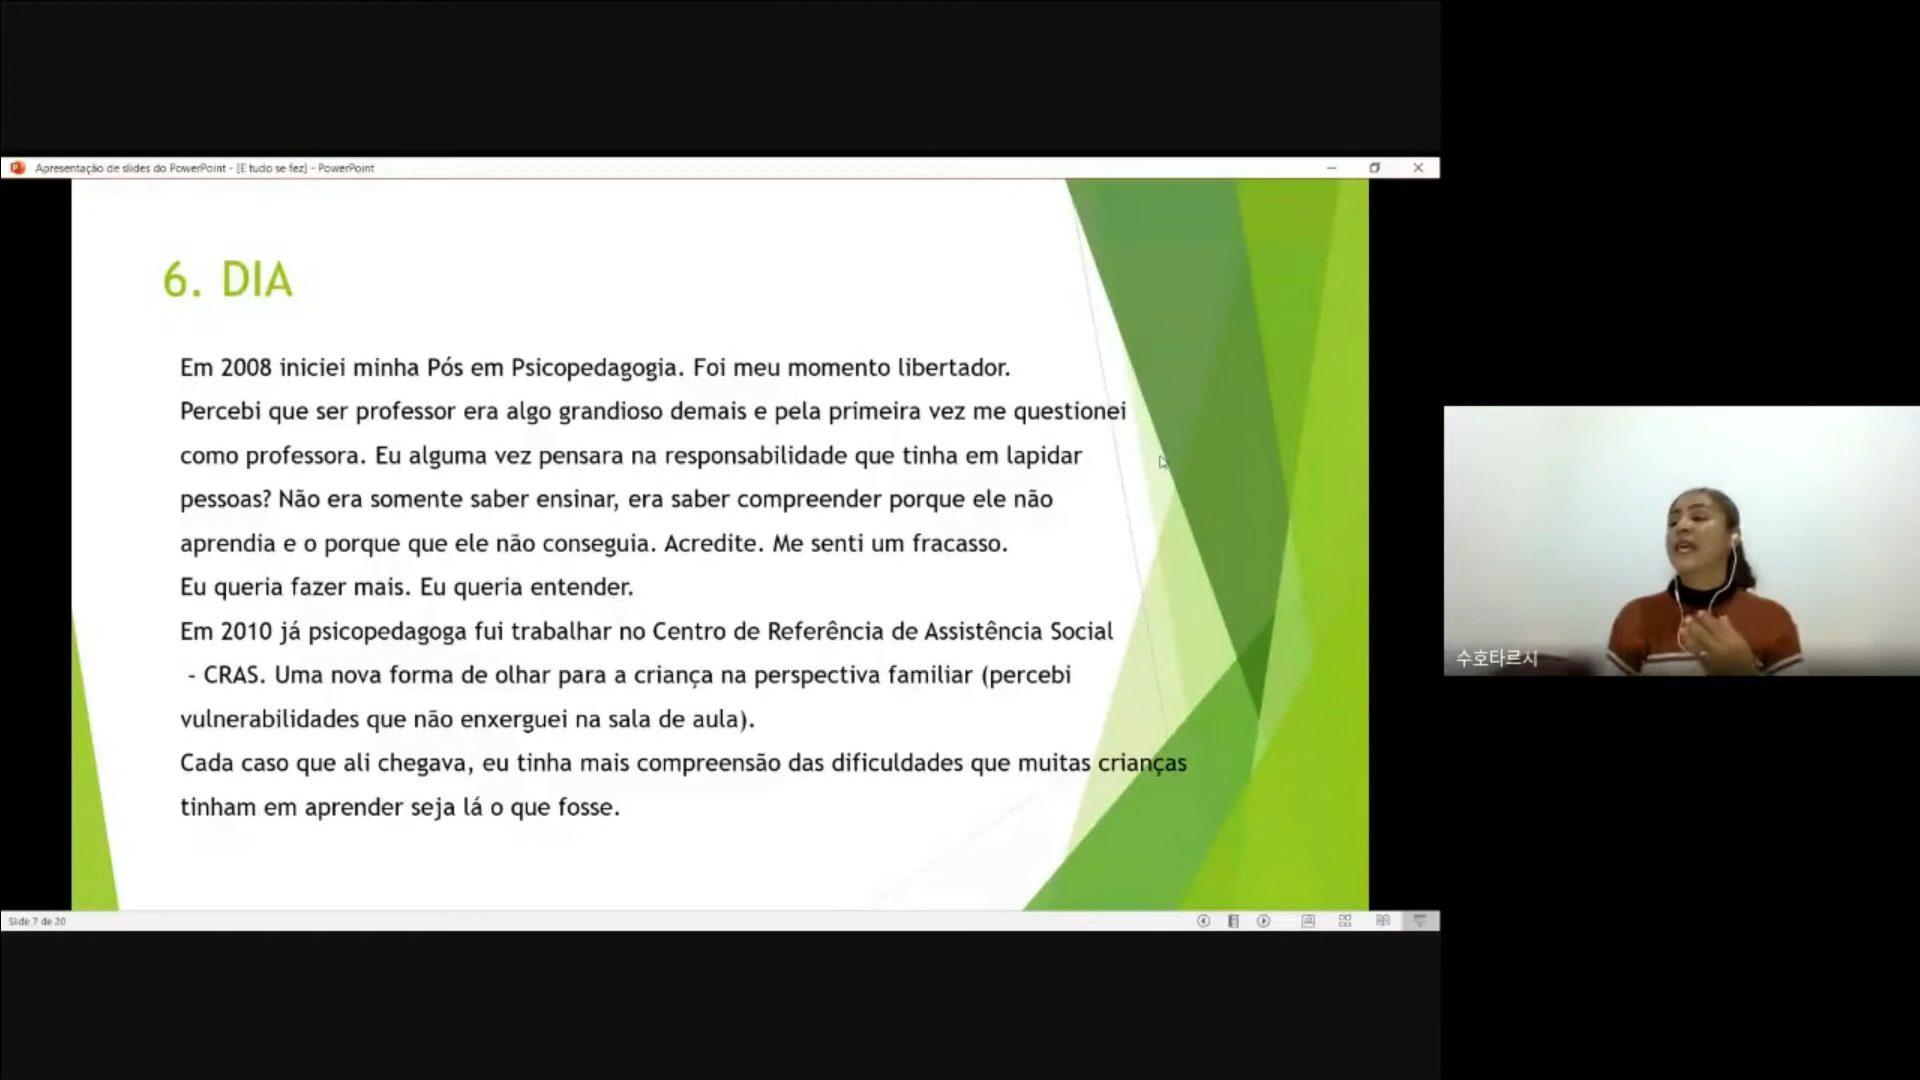 Apresentação de slides do PowerPoint - [E tudo se fez] - PowerPoint
6. DIA
Em 2008 iniciei minha Pós em Psicopedagogia. Foi meu momento libertador.
Percebi que ser professor era algo grandioso demais e pela primeira vez me questionei
como professora. Eu alguma vez pensara na responsabilidade que tinha em lapidar
pessoas? Não era somente saber ensinar, era saber compreender porque ele não
aprendia e o porque que ele não conseguia. Acredite. Me senti um fracasso.
Eu queria fazer mais. Eu queria entender.
Em 2010 já psicopedagoga fui trabalhar no Centro de Referência de Assistência Social
- CRAS. Uma nova forma de olhar para a criança na perspectiva familiar (percebi
vulnerabilidades que não enxerguei na sala de aula).
Cada caso que ali chegava, eu tinha mais compreensão das dificuldades que muitas crianças
tinham em aprender seja lá o que fosse.
수호타르시
Slide 7 de 20